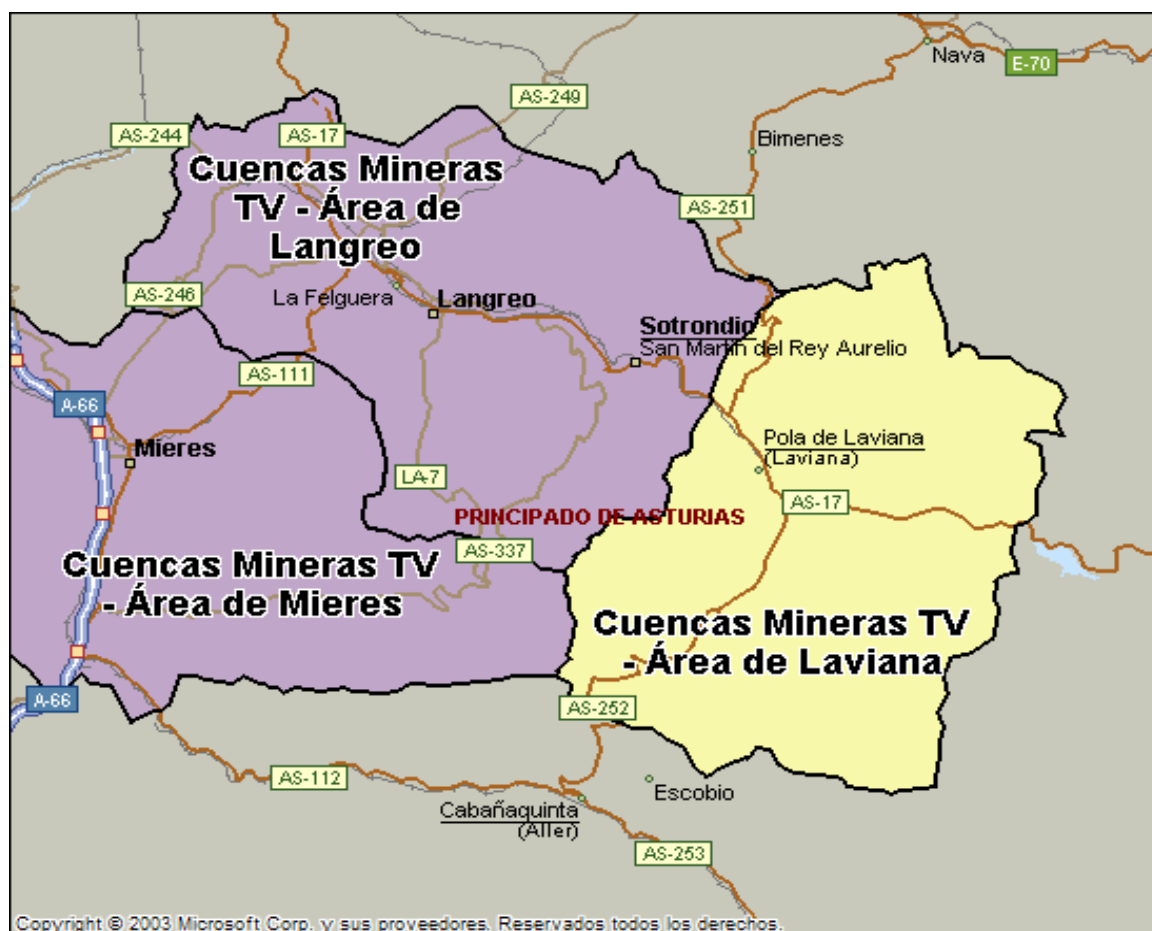 Nava
E-70
AS-249
AS-244
AS-17
Bimenes
Cuencas Mineras
TV - Área de
Langreo
AS-251
AS-246
La Felguera
Langreo
Sotrondio
San Martín del Rey Aurelio
AS-111
A-66
Mieres
Pola de Laviana
(Laviana)
LA-7
AS-17
PRINCIPADO DE ASTURIAS
AS-337
Cuencas Mineras TV
- Área de Mieres
Cuencas Mineras TV
- Área de Laviana
A-66
AS-252
AS-112
Escobio
Cabañaquinta
(Aller)
AS-253
Copyright © 2003 Microsoft Corp. y sus proveedores. Reservados todos los derechos.